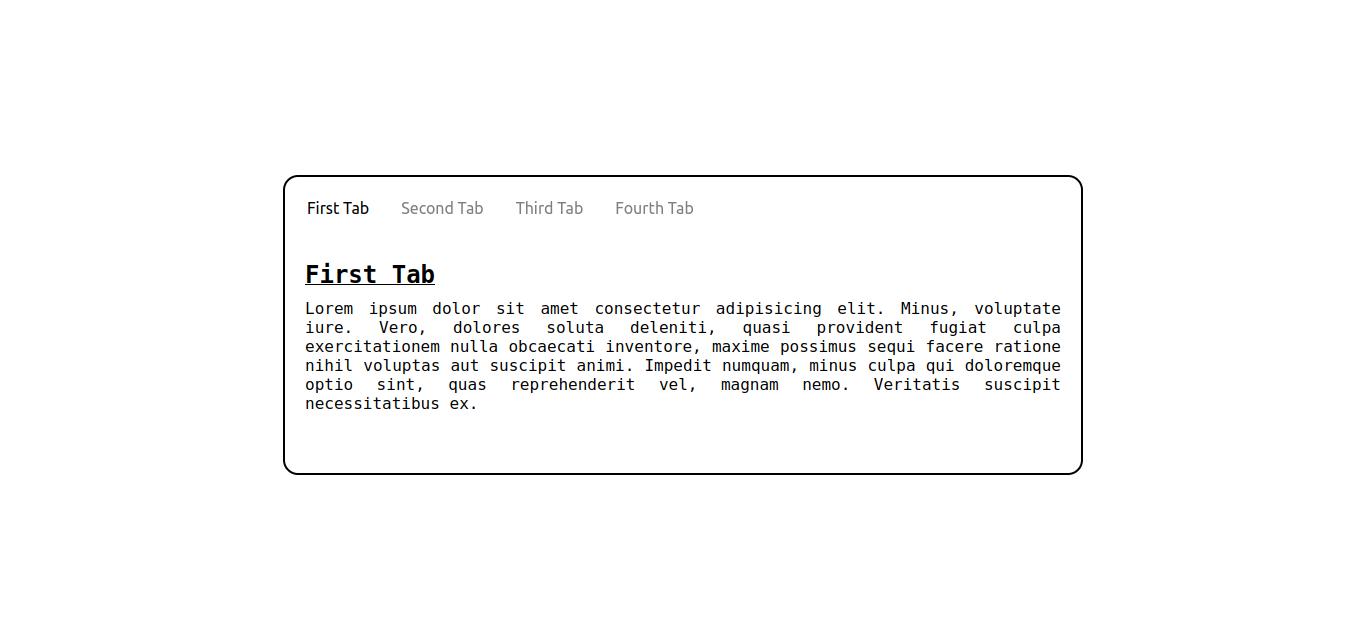 First Tab Second Tab Third Tab Fourth Tab
First Tab
Lorem ipsum dolor sit amet consectetur adipisicing elit. Minus, voluptate
iure. Vero, dolores soluta deleniti, quasi provident fugiat culpa
exercitationem nulla obcaecati inventore, maxime possimus sequi facere ratione
nihil voluptas aut suscipit animi. Impedit numquam, minus culpa qui doloremque
optio sint, quas reprehenderit vel, magnam nemo. Veritatis suscipit
necessitatibus ex.